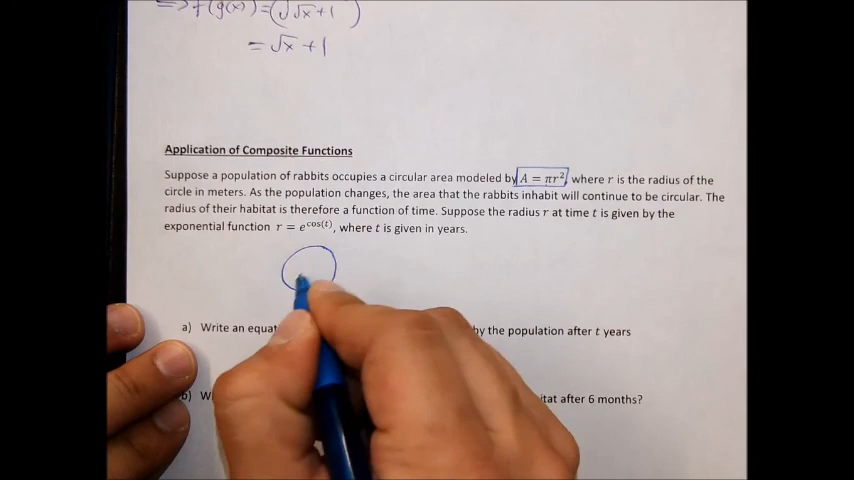 => f(g(x)) = (√√x+1 )
= √x + 1
Application of Composite Functions
Suppose a population of rabbits occupies a circular area modeled by A = πr², where r is the radius of the
circle in meters. As the population changes, the area that the rabbits inhabit will continue to be circular. The
radius of their habitat is therefore a function of time. Suppose the radius r at time t is given by the
exponential function r = e^cos(t), where t is given in years.
a) Write an by the population after t years
b) after 6 months?